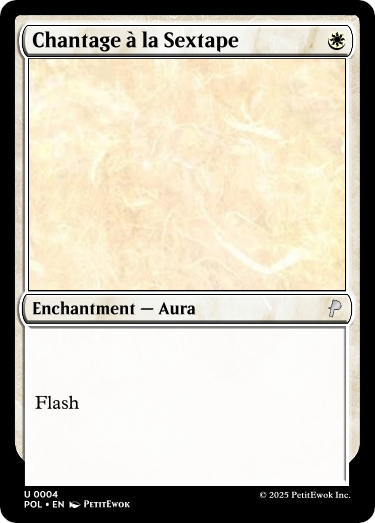 Chantage à la Sextape
Enchantment — Aura
Flash
U 0004
POL • EN PETITEWOK
© 2025 PetitEwok Inc.